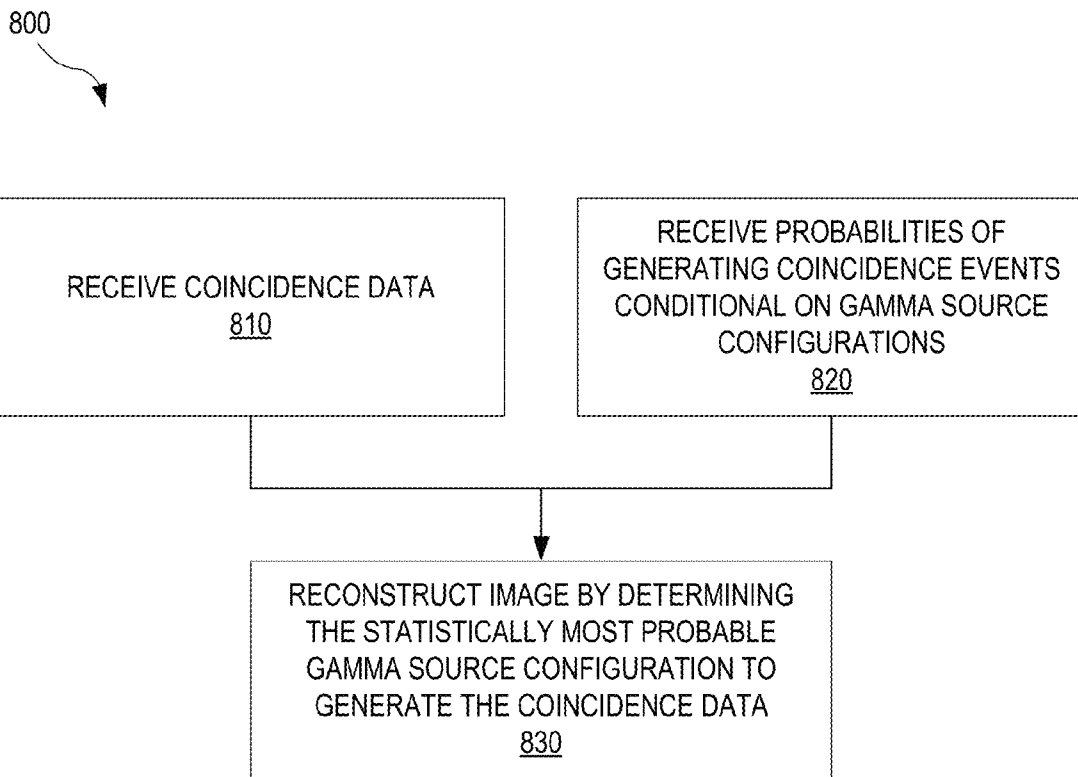 800
RECEIVE COINCIDENCE DATA
810
RECEIVE PROBABILITIES OF
GENERATING COINCIDENCE EVENTS
CONDITIONAL ON GAMMA SOURCE
CONFIGURATIONS
820
RECONSTRUCT IMAGE BY DETERMINING
THE STATISTICALLY MOST PROBABLE
GAMMA SOURCE CONFIGURATION TO
GENERATE THE COINCIDENCE DATA
830